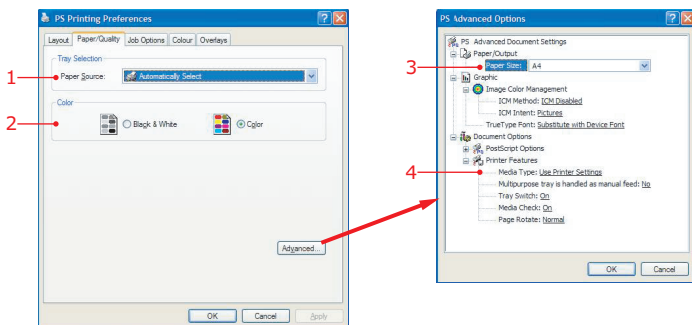 PS Printing Preferences
Layout Paper/Quality Job Options Colour Overlays
Tray Selection
1
Paper Source: Automatically Select
Color
2
Black & White Color
Advanced...
OK Cancel Apply
PS Advanced Options
PS Advanced Document Settings
Paper/Output
3
Paper Size: A4
Graphic
Image Color Management
ICM Method: ICM Disabled
ICM Intent: Pictures
TrueType Font: Substitute with Device Font
Document Options
PostScript Options
Printer Features
4
Media Type: Use Printer Settings
Multipurpose tray is handled as manual feed: No
Tray Switch: On
Media Check: On
Page Rotate: Normal
OK Cancel